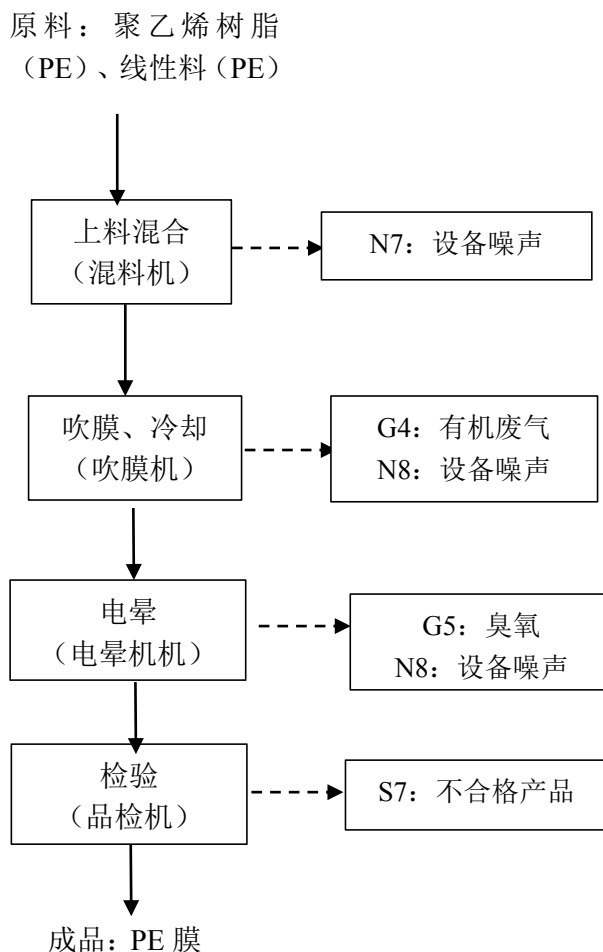 原料：聚乙烯树脂
（PE）、线性料（PE）
上料混合
（混料机）
N7：设备噪声
吹膜、冷却
（吹膜机）
G4：有机废气
N8：设备噪声
电晕
（电晕机机）
G5：臭氧
N8：设备噪声
检验
（品检机）
S7：不合格产品
成品：PE 膜